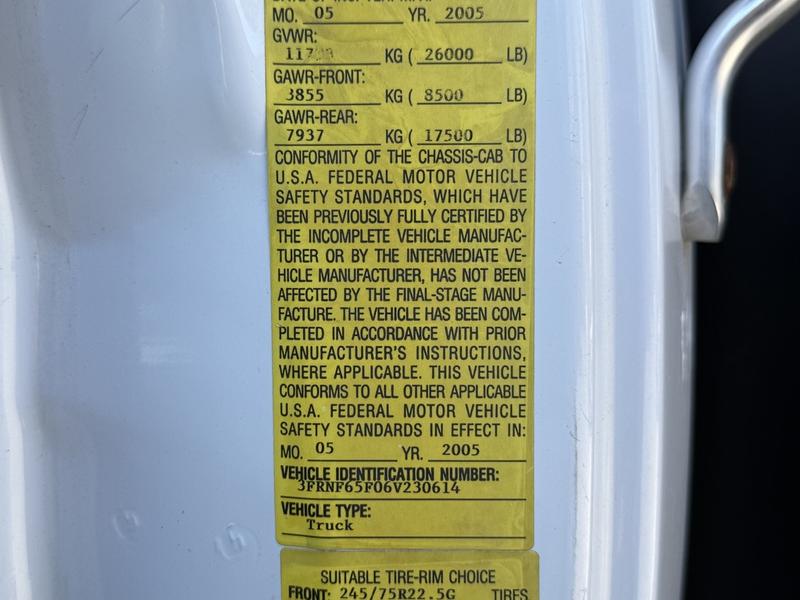 MO. 05 YR. 2005
GVWR:
KG ( 26000 LB)
GAWR-FRONT:
3855 KG ( 8500 LB)
GAWR-REAR:
7937 KG ( 17500 LB)
CONFORMITY OF THE CHASSIS-CAB TO
U.S.A. FEDERAL MOTOR VEHICLE
SAFETY STANDARDS, WHICH HAVE
BEEN PREVIOUSLY FULLY CERTIFIED BY
THE INCOMPLETE VEHICLE MANUFAC-
TURER OR BY THE INTERMEDIATE VE-
HICLE MANUFACTURER, HAS NOT BEEN
AFFECTED BY THE FINAL-STAGE MANU-
FACTURE. THE VEHICLE HAS BEEN COM-
PLETED IN ACCORDANCE WITH PRIOR
MANUFACTURER'S INSTRUCTIONS,
WHERE APPLICABLE. THIS VEHICLE
CONFORMS TO ALL OTHER APPLICABLE
U.S.A. FEDERAL MOTOR VEHICLE
SAFETY STANDARDS IN EFFECT IN:
MO. 05 YR. 2005
VEHICLE IDENTIFICATION NUMBER:
3FRNF65F06V230614
VEHICLE TYPE:
Truck
SUITABLE TIRE-RIM CHOICE
FRONT: 245/75R22.5G TIRES